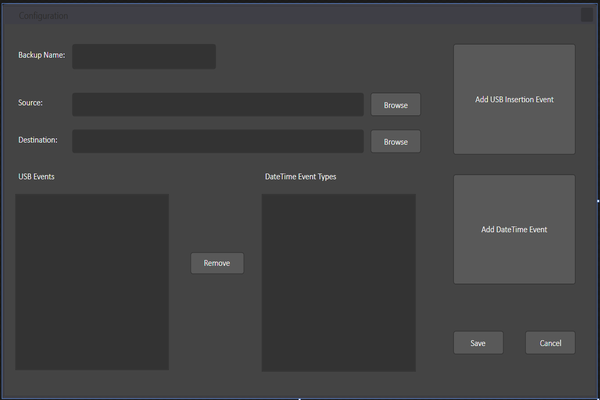 Configuration
Backup Name:
Source:
Browse
Destination:
Browse
USB Events
DateTime Event Types
Remove
Add USB Insertion Event
Add DateTime Event
Save
Cancel